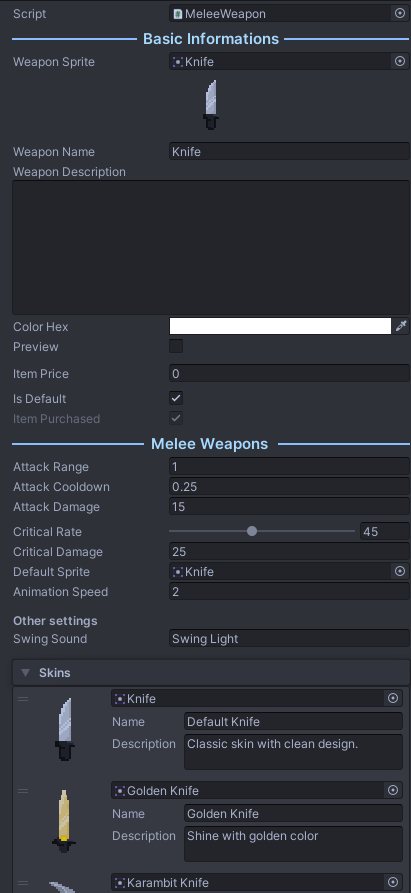 Script MeleeWeapon
Basic Informations
Weapon Sprite Knife
Weapon Name Knife
Weapon Description
Color Hex
Preview
Item Price 0
Is Default
Item Purchased
Melee Weapons
Attack Range 1
Attack Cooldown 0.25
Attack Damage 15
Critical Rate 45
Critical Damage 25
Default Sprite Knife
Animation Speed 2
Other settings
Swing Sound Swing Light
Skins
Knife
Name Default Knife
Description Classic skin with clean design.
Golden Knife
Name Golden Knife
Description Shine with golden color
Karambit Knife